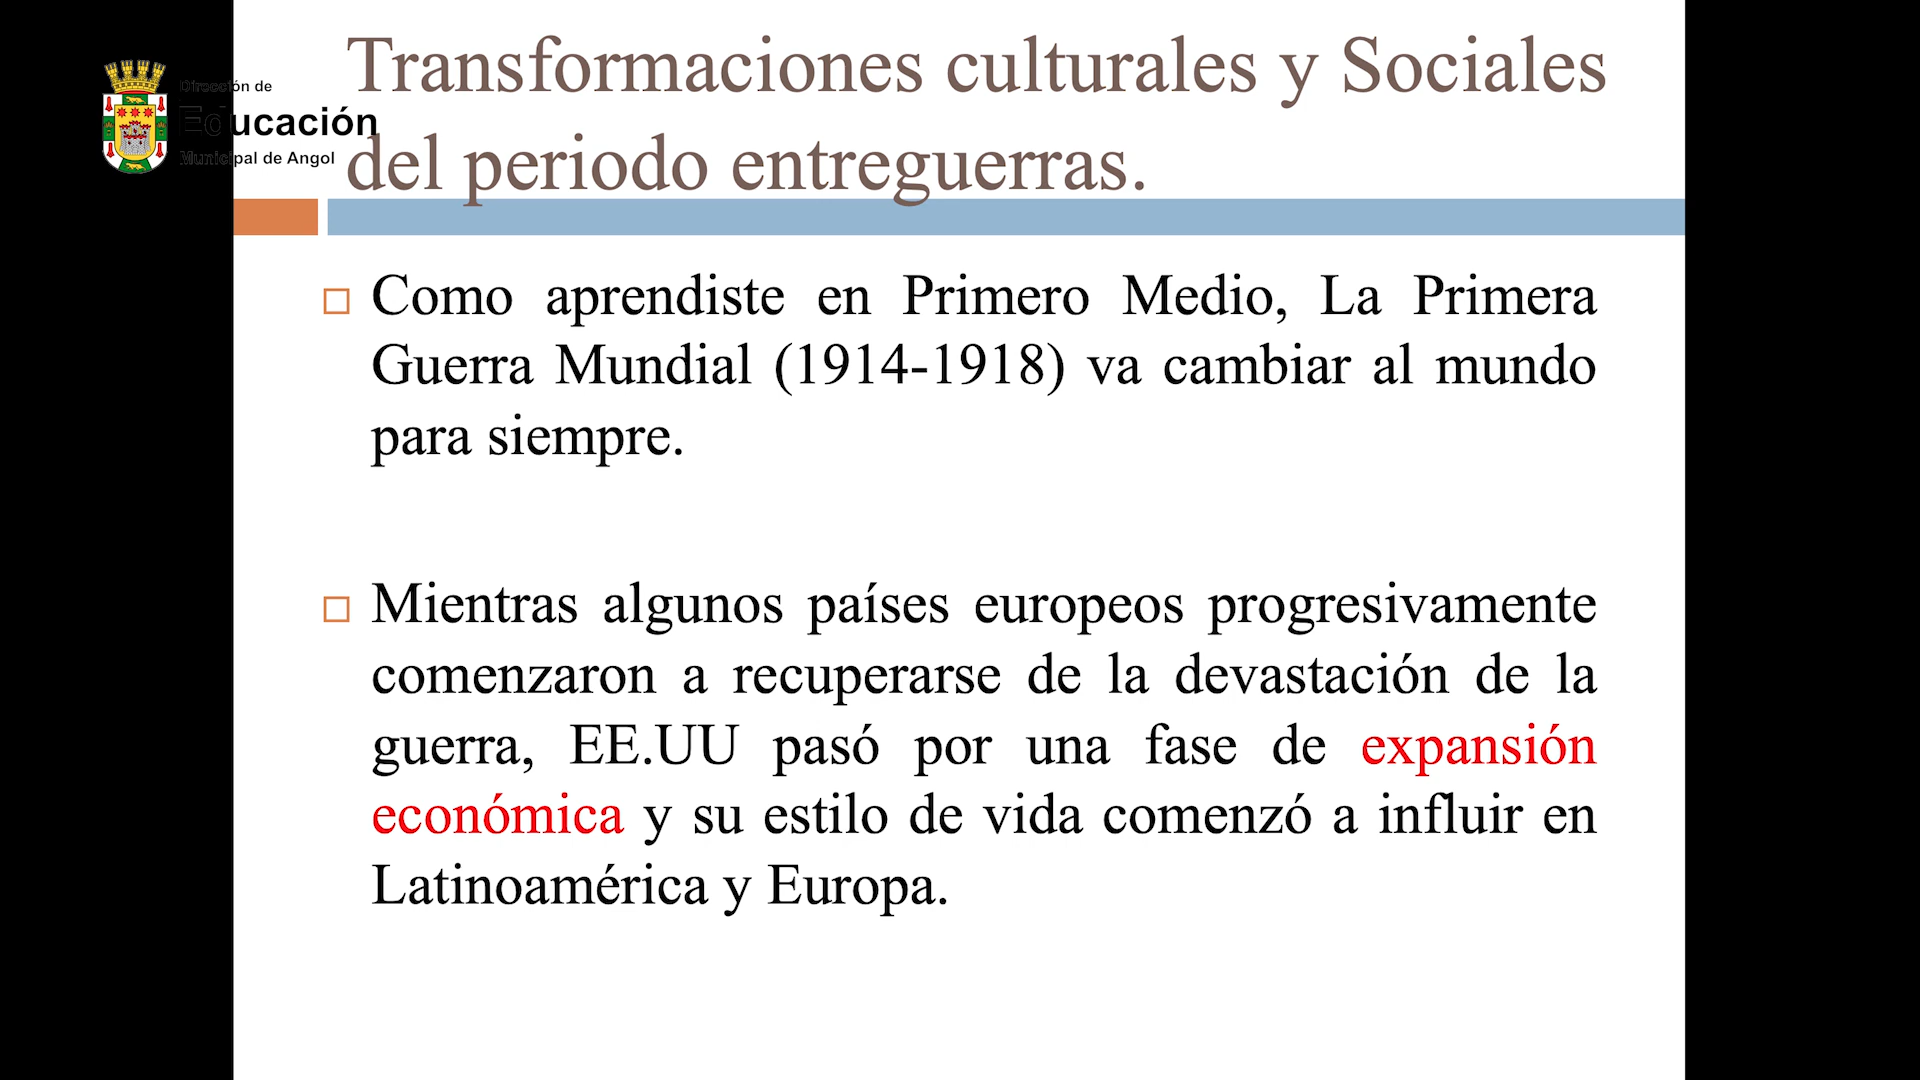 Transformaciones culturales y Sociales
del periodo entreguerras.
Dirección de
Educación
Municipal de Angol
Como aprendiste en Primero Medio, La Primera
Guerra Mundial (1914-1918) va cambiar al mundo
para siempre.
Mientras algunos países europeos progresivamente
comenzaron a recuperarse de la devastación de la
guerra, EE.UU pasó por una fase de expansión
económica y su estilo de vida comenzó a influir en
Latinoamérica y Europa.